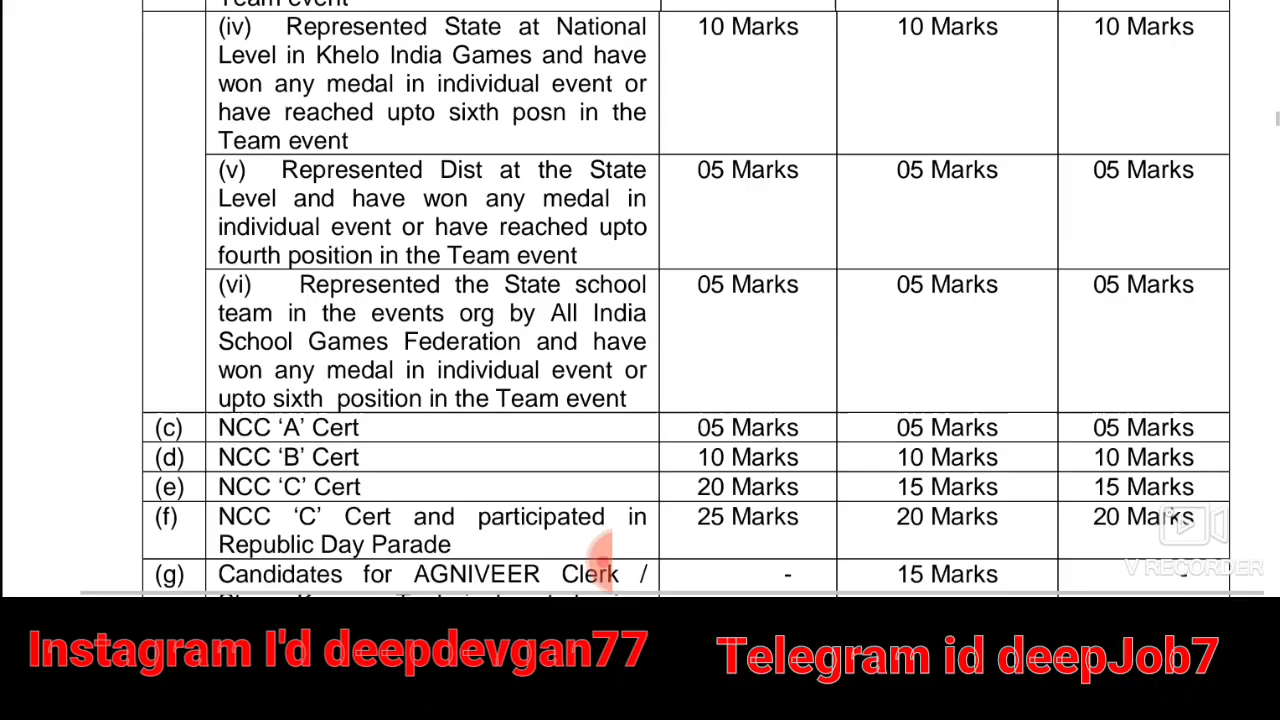 Team event
(iv) Represented State at National 10 Marks 10 Marks 10 Marks
Level in Khelo India Games and have
won any medal in individual event or
have reached upto sixth posn in the
Team event
(v) Represented Dist at the State 05 Marks 05 Marks 05 Marks
Level and have won any medal in
individual event or have reached upto
fourth position in the Team event
(vi) Represented the State school 05 Marks 05 Marks 05 Marks
team in the events org by All India
School Games Federation and have
won any medal in individual event or
upto sixth position in the Team event
(c) NCC ‘A’ Cert 05 Marks 05 Marks 05 Marks
(d) NCC ‘B’ Cert 10 Marks 10 Marks 10 Marks
(e) NCC ‘C’ Cert 20 Marks 15 Marks 15 Marks
(f) NCC ‘C’ Cert and participated in 25 Marks 20 Marks 20 Marks
Republic Day Parade
V RECORDER
(g) Candidates for AGNIVEER Clerk / - 15 Marks -
Instagram I'd deepdevgan77 Telegram id deepJob7